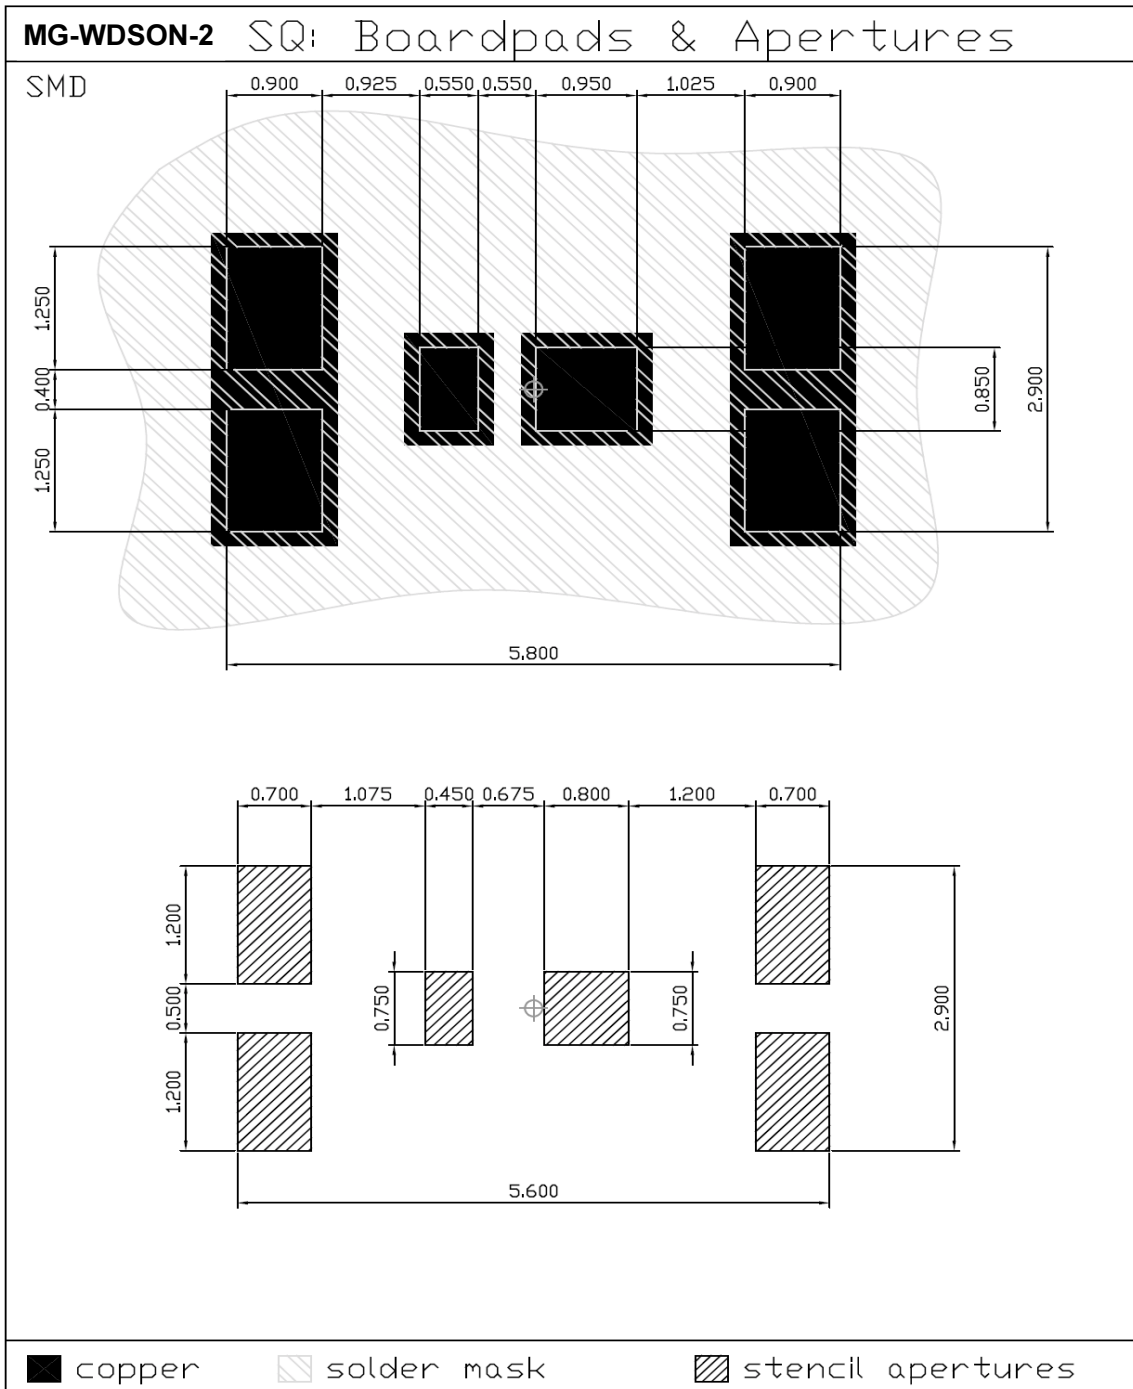 MG-WDSON-2 SQ: Boardpads & Apertures
SMD
0.900 0.925 0.550 0.550 0.950 1.025 0.900
1.250
0.400
1.250
0.850
2.900
5.800
0.700 1.075 0.450 0.675 0.800 1.200 0.700
1.200
0.500
1.200
0.750
0.750
2.900
5.600
copper solder mask stencil apertures